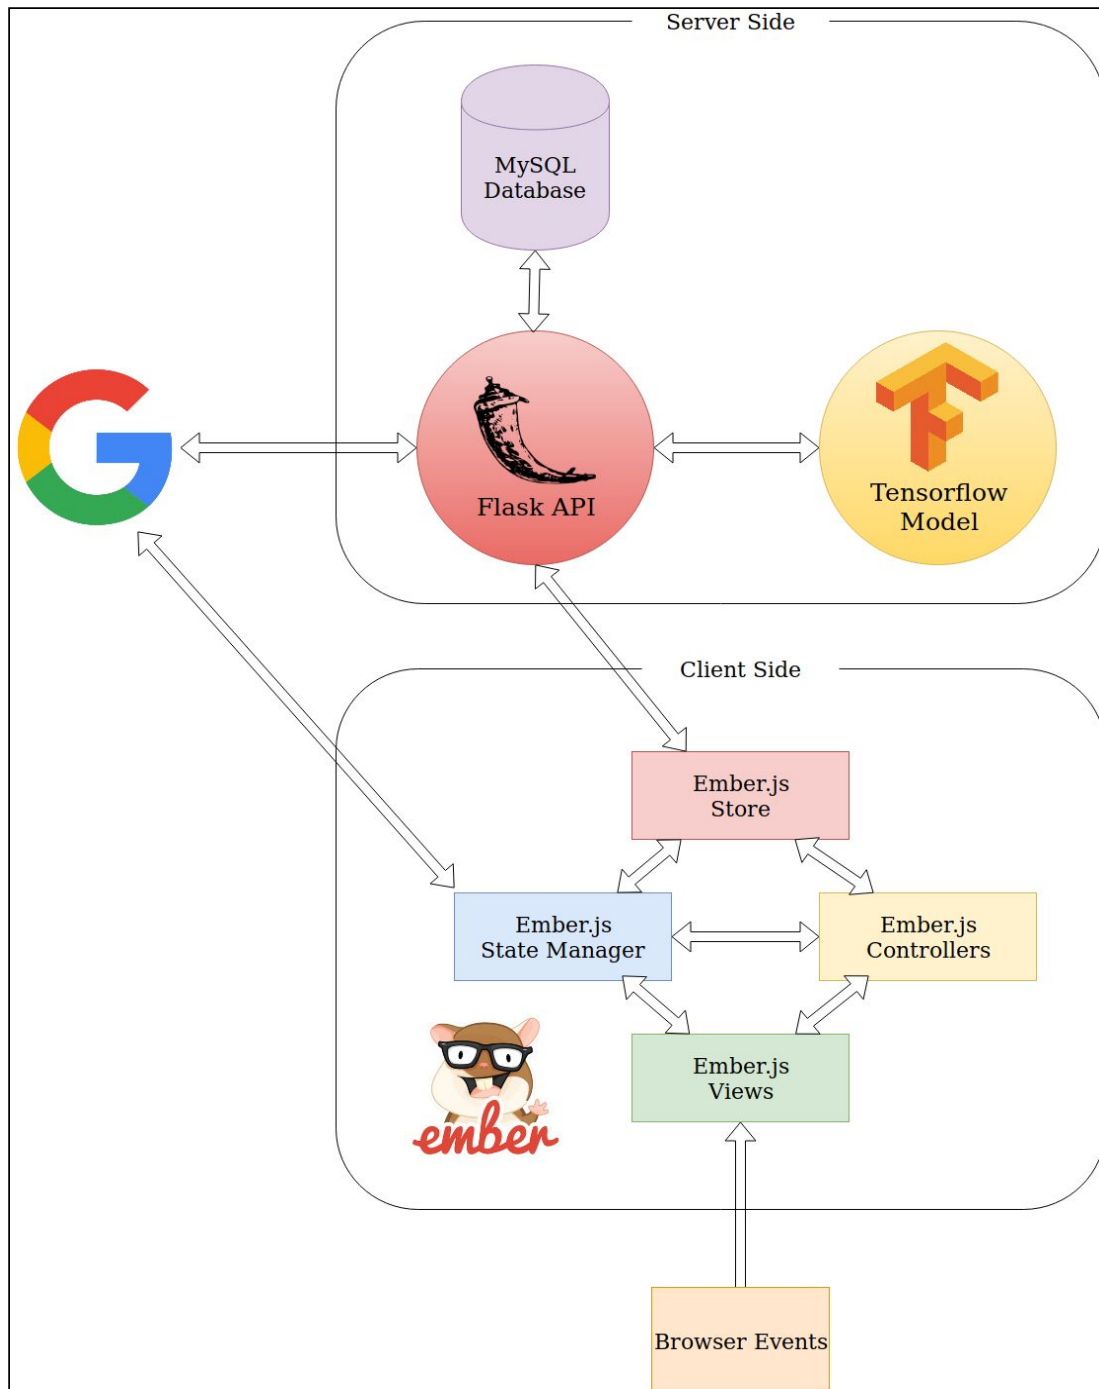 Server Side
MySQL
Database
Flask API
Tensorflow
Model
Client Side
Ember.js
Store
Ember.js
State Manager
Ember.js
Controllers
ember
Ember.js
Views
Browser Events